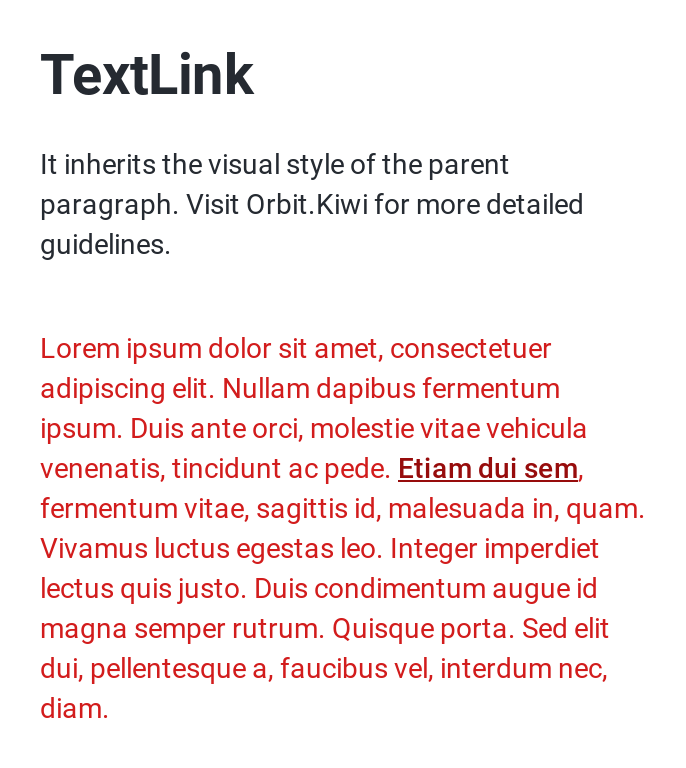 TextLink
It inherits the visual style of the parent
paragraph. Visit Orbit.Kiwi for more detailed
guidelines.
Lorem ipsum dolor sit amet, consectetuer
adipiscing elit. Nullam dapibus fermentum
ipsum. Duis ante orci, molestie vitae vehicula
venenatis, tincidunt ac pede. Etiam dui sem,
fermentum vitae, sagittis id, malesuada in, quam.
Vivamus luctus egestas leo. Integer imperdiet
lectus quis justo. Duis condimentum augue id
magna semper rutrum. Quisque porta. Sed elit
dui, pellentesque a, faucibus vel, interdum nec,
diam.